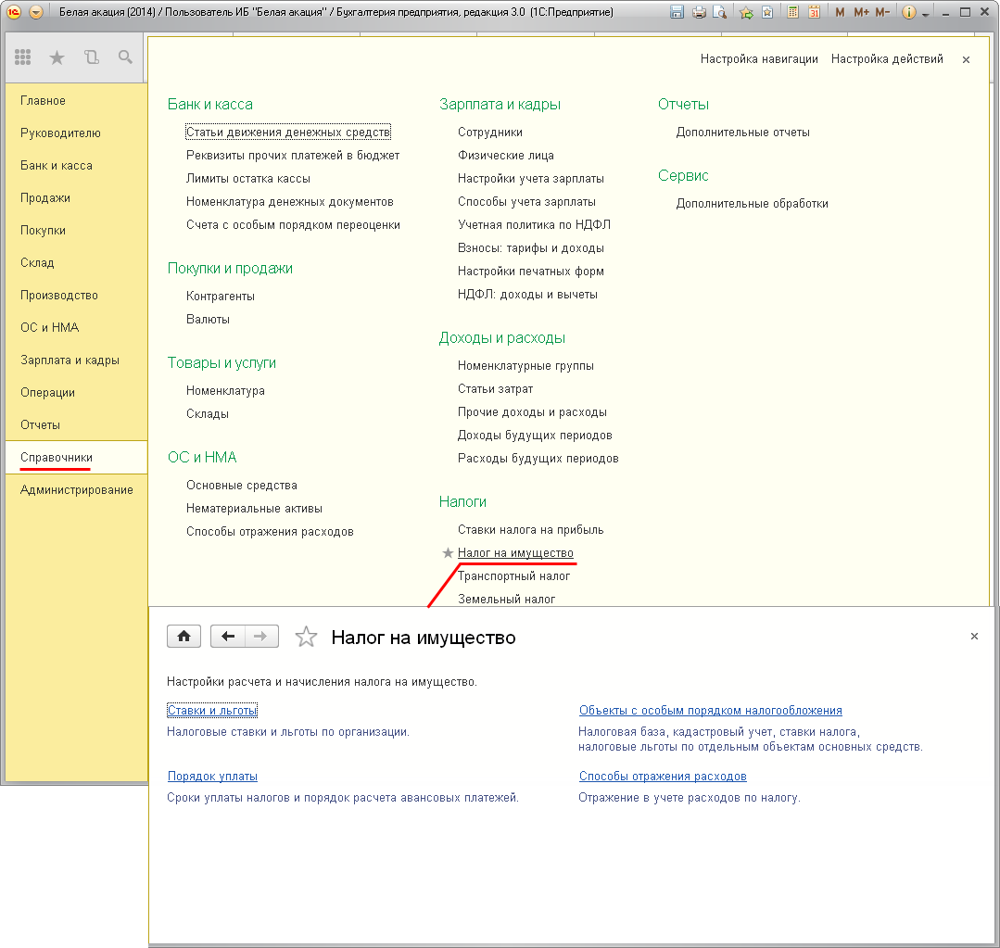 Белая акация (2014) / Пользователь ИБ "Белая акация" / Бухгалтерия предприятия, редакция 3.0 (1С:Предприятие)
M M+ M-
Настройка навигации Настройка действий
Главное
Руководителю
Банк и касса
Продажи
Покупки
Склад
Производство
ОС и НМА
Зарплата и кадры
Операции
Отчеты
Справочники
Администрирование
Банк и касса
Статьи движения денежных средств
Реквизиты прочих платежей в бюджет
Лимиты остатка кассы
Номенклатура денежных документов
Счета с особым порядком переоценки
Покупки и продажи
Контрагенты
Валюты
Товары и услуги
Номенклатура
Склады
ОС и НМА
Основные средства
Нематериальные активы
Способы отражения расходов
Зарплата и кадры
Сотрудники
Физические лица
Настройки учета зарплаты
Способы учета зарплаты
Учетная политика по НДФЛ
Взносы: тарифы и доходы
Настройки печатных форм
НДФЛ: доходы и вычеты
Доходы и расходы
Номенклатурные группы
Статьи затрат
Прочие доходы и расходы
Доходы будущих периодов
Расходы будущих периодов
Налоги
Ставки налога на прибыль
Налог на имущество
Транспортный налог
Земельный налог
Отчеты
Дополнительные отчеты
Сервис
Дополнительные обработки
Налог на имущество
Настройки расчета и начисления налога на имущество.
Ставки и льготы
Налоговые ставки и льготы по организации.
Порядок уплаты
Сроки уплаты налогов и порядок расчета авансовых платежей.
Объекты с особым порядком налогообложения
Налоговая база, кадастровый учет, ставки налога,
налоговые льготы по отдельным объектам основных средств.
Способы отражения расходов
Отражение в учете расходов по налогу.